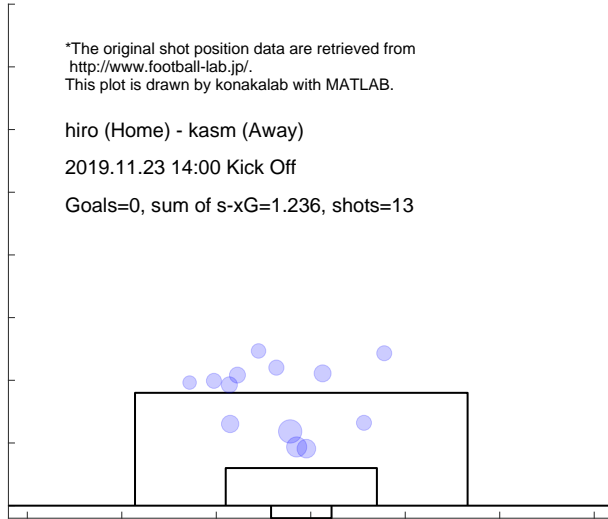 *The original shot position data are retrieved from
http://www.football-lab.jp/.
This plot is drawn by konakalab with MATLAB.
hiro (Home) - kasm (Away)
2019.11.23 14:00 Kick Off
Goals=0, sum of s-xG=1.236, shots=13